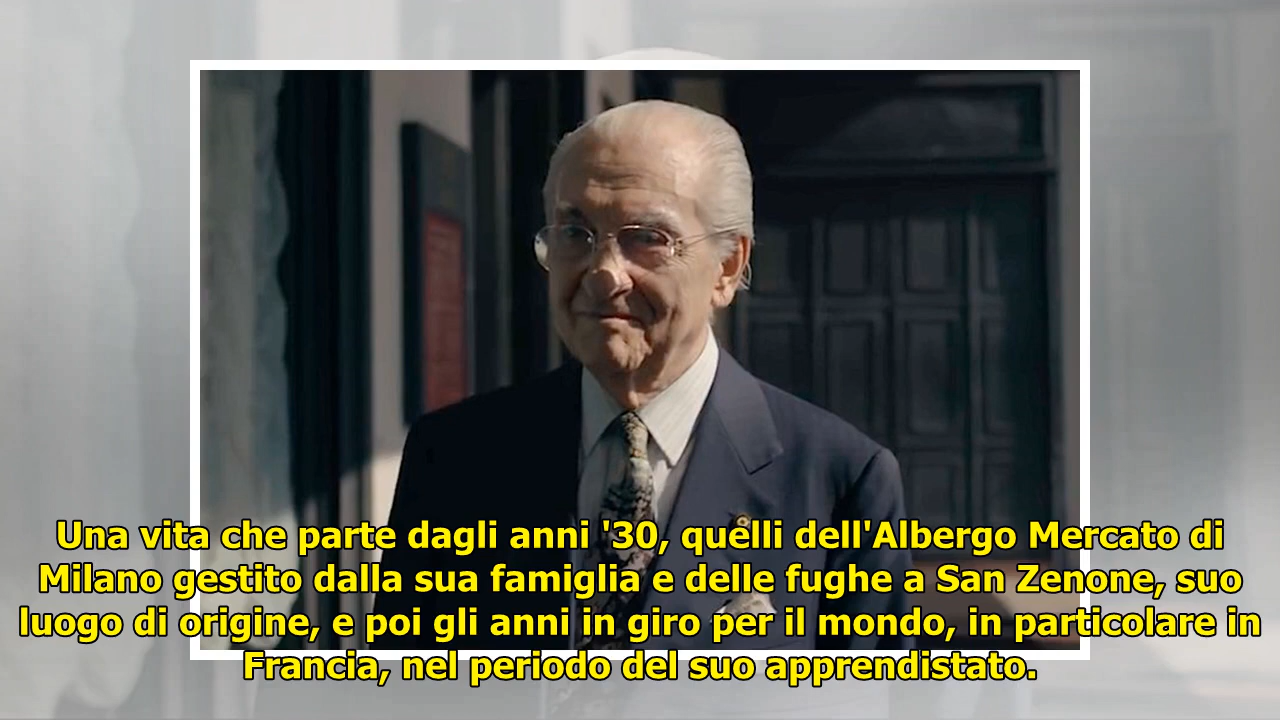 Una vita che parte dagli anni '30, quelli dell'Albergo Mercato di
Milano gestito dalla sua famiglia e delle fughe a San Zenone, suo
luogo di origine, e poi gli anni in giro per il mondo, in particolare in
Francia, nel periodo del suo apprendistato.